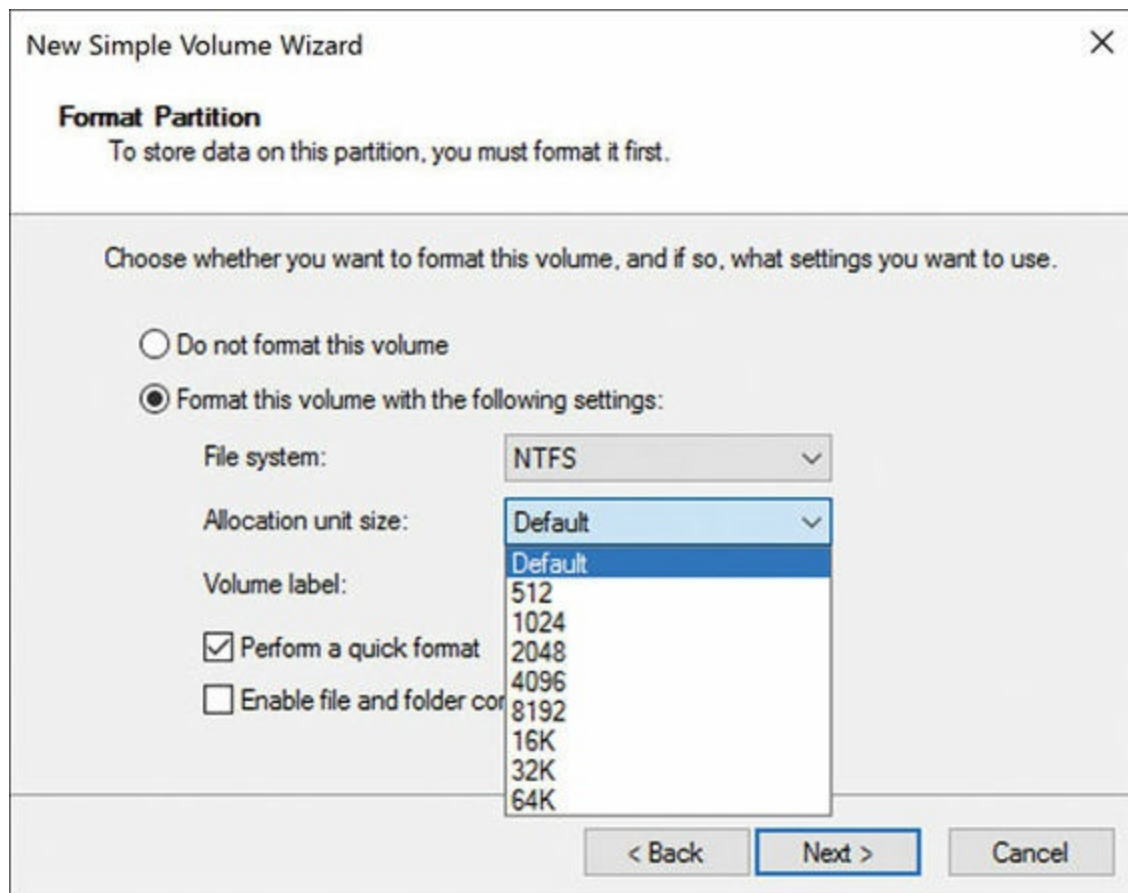 New Simple Volume Wizard
Format Partition
To store data on this partition, you must format it first.
Choose whether you want to format this volume, and if so, what settings you want to use.
Do not format this volume
Format this volume with the following settings:
File system: NTFS
Allocation unit size: Default
Default
Volume label:
512
1024
Perform a quick format
2048
4096
Enable file and folder
8192
16K
32K
64K
< Back Next > Cancel